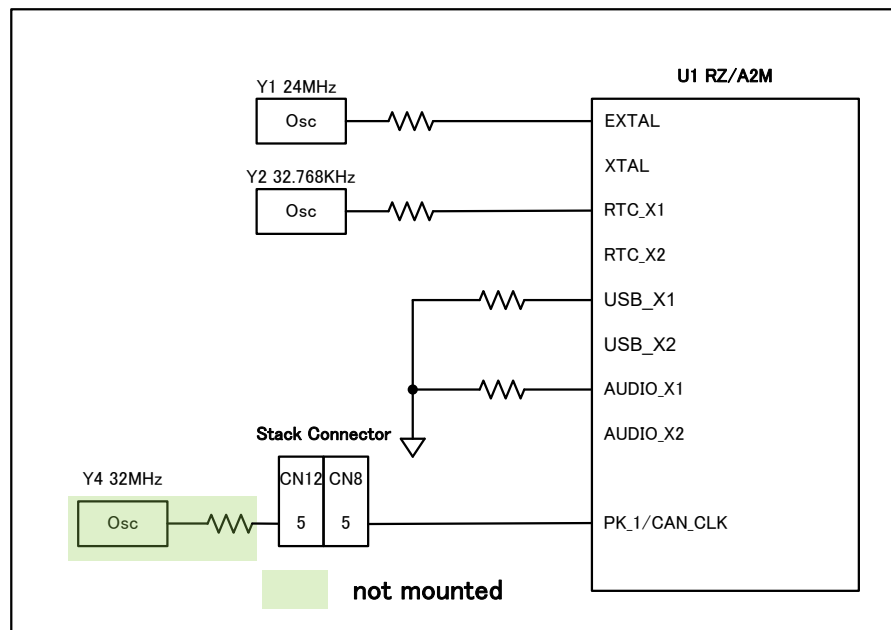 U1 RZ/A2M
Y1 24MHz
Osc
EXTAL
XTAL
Y2 32.768KHz
Osc
RTC_X1
RTC_X2
USB_X1
USB_X2
AUDIO_X1
AUDIO_X2
Stack Connector
CN12 CN8
Y4 32MHz
Osc
5 5
PK_1/CAN_CLK
not mounted